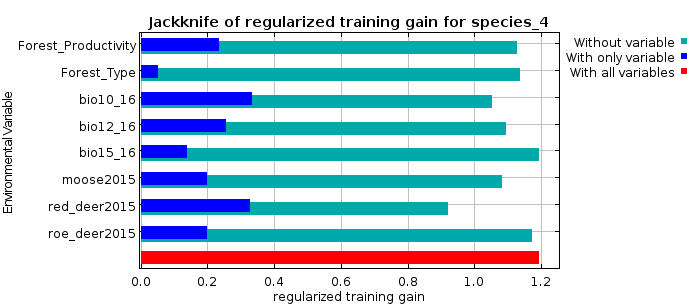 Jackknife of regularized training gain for species_4
Without variable
With only variable
With all variables
Environmental Variable
Forest_Productivity
Forest_Type
bio10_16
bio12_16
bio15_16
moose2015
red_deer2015
roe_deer2015
0.0 0.2 0.4 0.6 0.8 1.0 1.2
regularized training gain